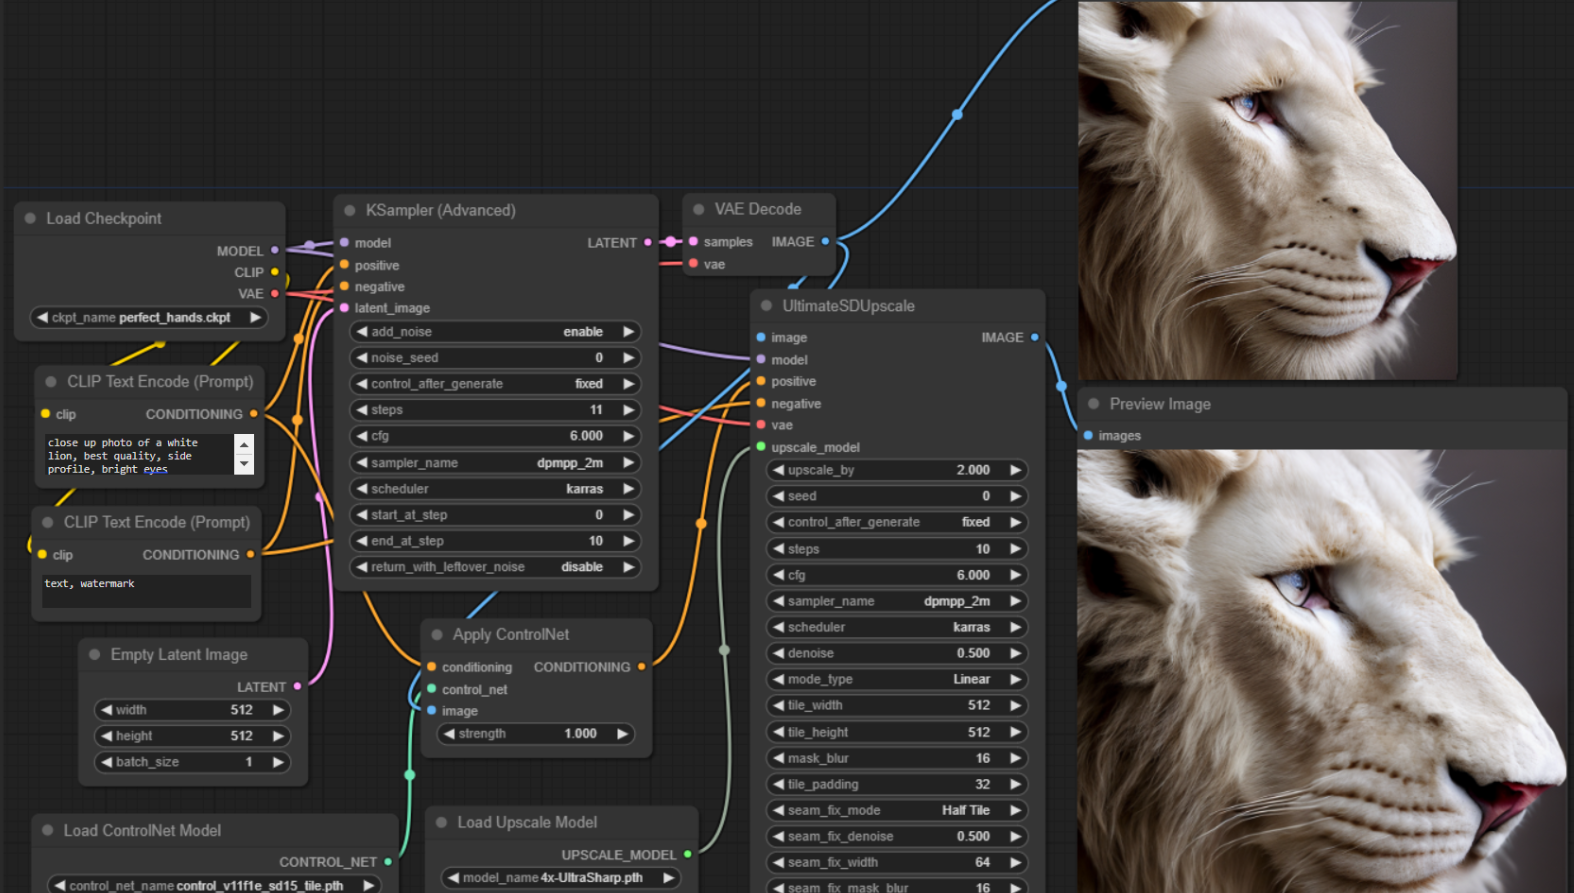 Load Checkpoint
MODEL
CLIP
VAE
ckpt_name perfect_hands.ckpt
CLIP Text Encode (Prompt)
clip CONDITIONING
close up photo of a white
lion, best quality, side
profile, bright eyes
CLIP Text Encode (Prompt)
clip CONDITIONING
text, watermark
Empty Latent Image
LATENT
width 512
height 512
batch_size 1
Load ControlNet Model
CONTROL_NET
control_net_name control_v11f1e_sd15_tile.pth
KSampler (Advanced)
model LATENT
positive
negative
latent_image
add_noise enable
noise_seed 0
control_after_generate fixed
steps 11
cfg 6.000
sampler_name dpmpp_2m
scheduler karras
start_at_step 0
end_at_step 10
return_with_leftover_noise disable
Apply ControlNet
conditioning CONDITIONING
control_net
image
strength 1.000
Load Upscale Model
UPSCALE_MODEL
model_name 4x-UltraSharp.pth
VAE Decode
samples IMAGE
vae
UltimateSDUpscale
image IMAGE
model
positive
negative
vae
upscale_model
upscale_by 2.000
seed 0
control_after_generate fixed
steps 10
cfg 6.000
sampler_name dpmpp_2m
scheduler karras
denoise 0.500
mode_type Linear
tile_width 512
tile_height 512
mask_blur 16
tile_padding 32
seam_fix_mode Half Tile
seam_fix_denoise 0.500
seam_fix_width 64
seam_fix_mask_blur 16
Preview Image
images